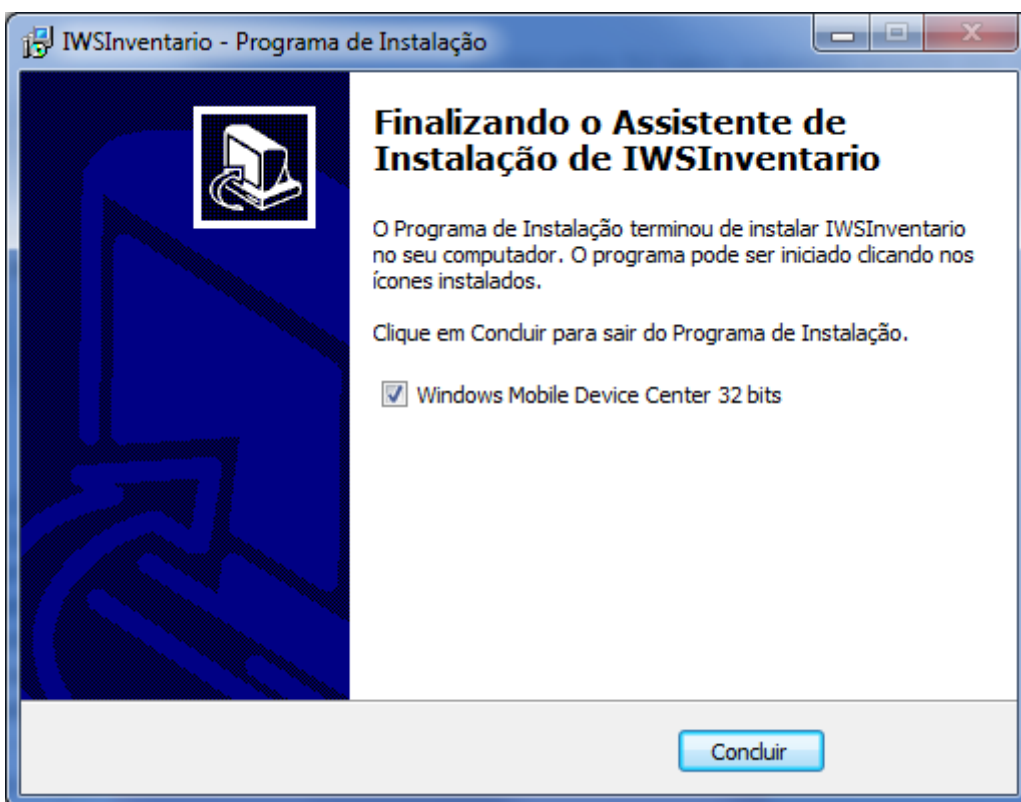 IWSInventario - Programa de Instalação
Finalizando o Assistente de
Instalação de IWSInventario
O Programa de Instalação terminou de instalar IWSInventario
no seu computador. O programa pode ser iniciado clicando nos
ícones instalados.
Clique em Concluir para sair do Programa de Instalação.
Windows Mobile Device Center 32 bits
Concluir